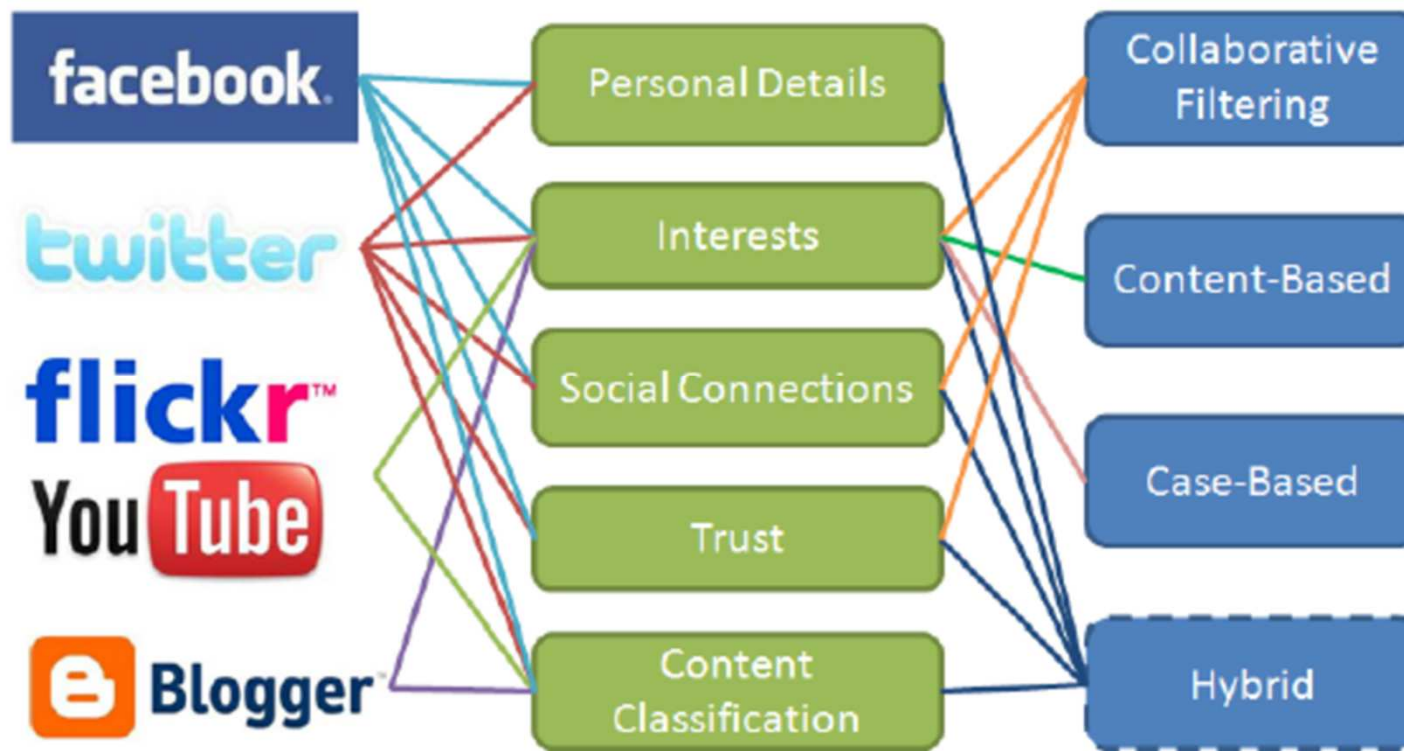 facebook.
twitter
flickr™
YouTube
Blogger™
Personal Details
Interests
Social Connections
Trust
Content
Classification
Collaborative
Filtering
Content-Based
Case-Based
Hybrid